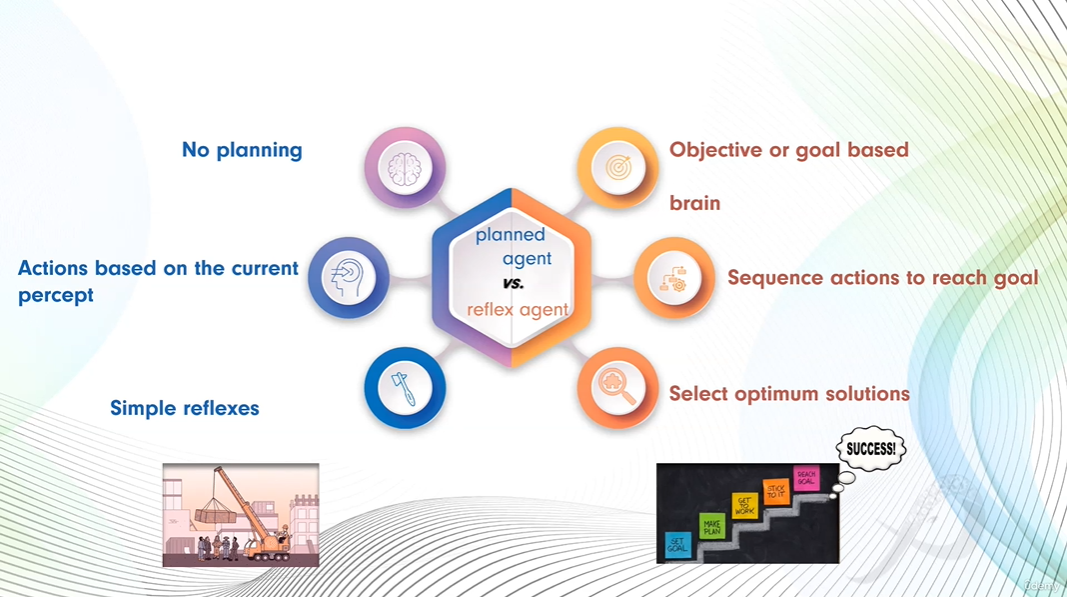 No planning
Actions based on the current
percept
Simple reflexes
planned
agent
vs.
reflex agent
Objective or goal based
brain
Sequence actions to reach goal
Select optimum solutions
SUCCESS!
REACH
GOAL
STICK
TO IT
GET
TO
WORK
MAKE
PLAN
SET
GOAL
Udemy